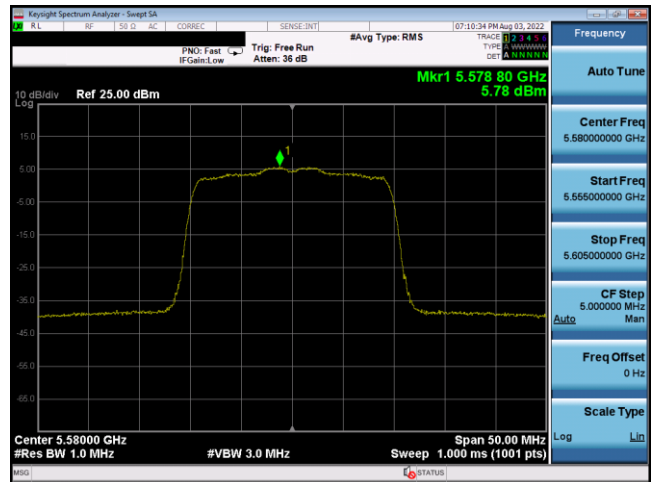 Keysight Spectrum Analyzer - Swept SA
RL RF 50 Ω AC CORREC SENSE:INT 07:10:34 PM Aug 03, 2022
#Avg Type: RMS TRACE 1 2 3 4 5 6
PNO: Fast Trig: Free Run TYPE A WWWWW
IFGain:Low Atten: 36 dB DET A N N N N N
Mkr1 5.578 80 GHz
5.78 dBm
10 dB/div Ref 25.00 dBm
Log
1
15.0
5.00
-5.00
-15.0
-25.0
-35.0
-45.0
-55.0
-65.0
Center 5.58000 GHz Span 50.00 MHz
#Res BW 1.0 MHz #VBW 3.0 MHz Sweep 1.000 ms (1001 pts)
MSG STATUS
Frequency
Auto Tune
Center Freq
5.580000000 GHz
Start Freq
5.555000000 GHz
Stop Freq
5.605000000 GHz
CF Step
5.000000 MHz
Auto Man
Freq Offset
0 Hz
Scale Type
Log Lin